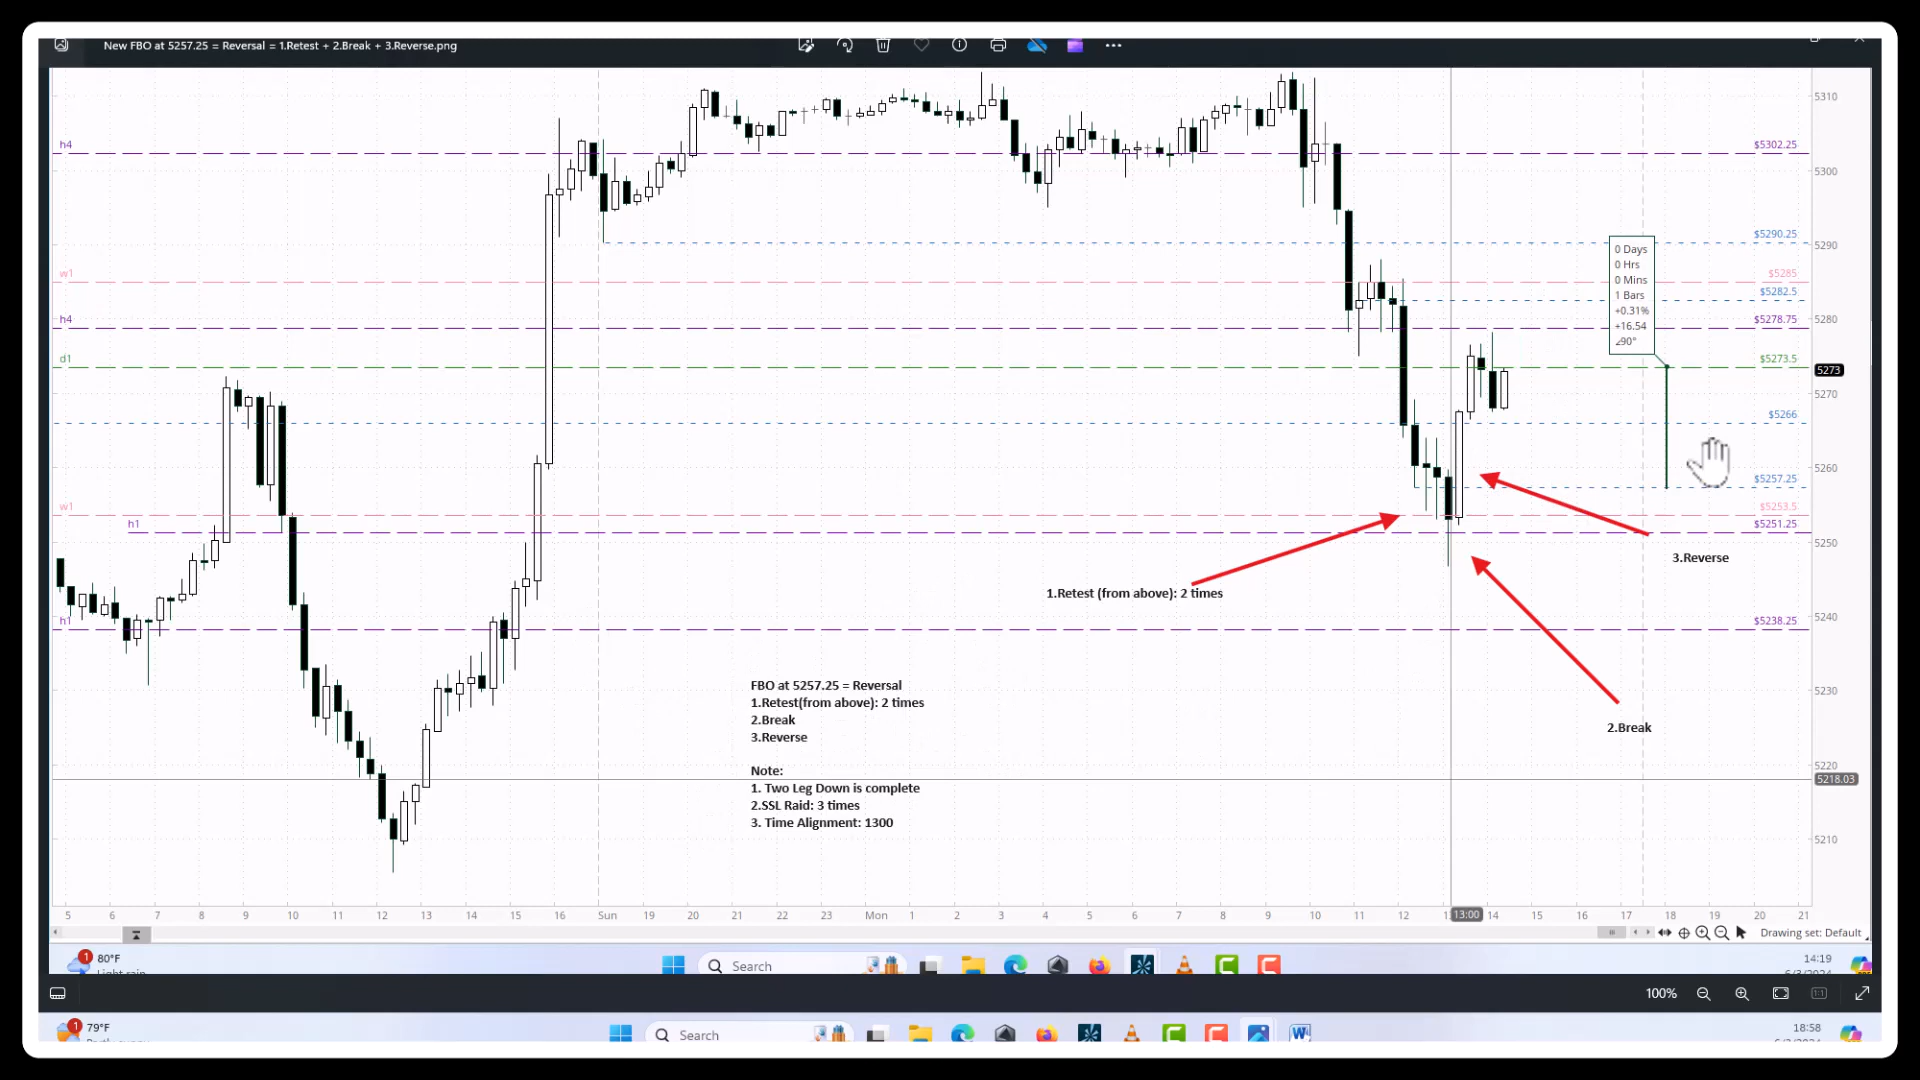 New FBO at 5257.25 = Reversal = 1.Retest + 2.Break + 3.Reverse.png
5310
h4
$5302.25
5300
$5290.25
5290
0 Days
0 Hrs
0 Mins
1 Bars
+0.31%
+16.54
∠90°
w1
$5285
$5282.5
h4
$5278.75
5280
d1
$5273.5
5273
5270
$5266
5260
$5257.25
w1
$5253.5
h1
$5251.25
5250
3.Reverse
1.Retest (from above): 2 times
h1
$5238.25
5240
FBO at 5257.25 = Reversal
1.Retest(from above): 2 times
2.Break
3.Reverse
2.Break
5230
Note:
1. Two Leg Down is complete
2.SSL Raid: 3 times
3. Time Alignment: 1300
5220
5218.03
5210
5 6 7 8 9 10 11 12 13 14 15 16 Sun 19 20 21 22 23 Mon 1 2 3 4 5 6 7 8 9 10 11 12 13:00 14 15 16 17 18 19 20 21
Drawing set: Default
1
80°F
Light rain
Search
14:19
100%
1
79°F
Search
18:58